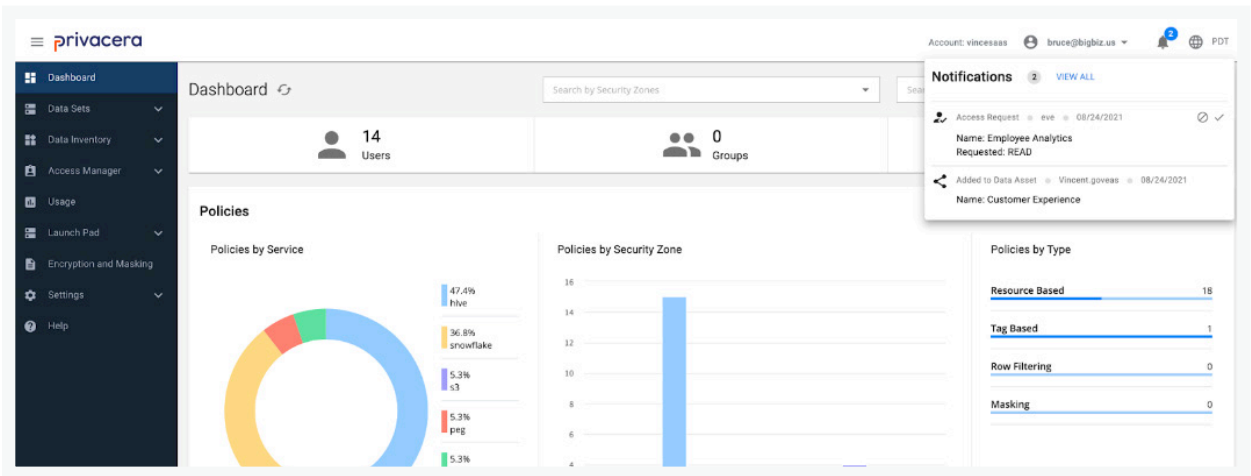 privacera
Account: vincesaas
bruce@bigbiz.us
2
PDT
Dashboard
Data Sets
Data Inventory
Access Manager
Usage
Launch Pad
Encryption and Masking
Settings
Help
Dashboard
Search by Security Zones
Sea
14
Users
0
Groups
Notifications 2 VIEW ALL
Access Request eve 08/24/2021
Name: Employee Analytics
Requested: READ
Added to Data Asset Vincent.goveas 08/24/2021
Name: Customer Experience
Policies
Policies by Service
47.4%
hive
36.8%
snowflake
5.3%
s3
5.3%
peg
5.3%
Policies by Security Zone
16
14
12
10
8
6
4
Policies by Type
Resource Based 18
Tag Based 1
Row Filtering 0
Masking 0